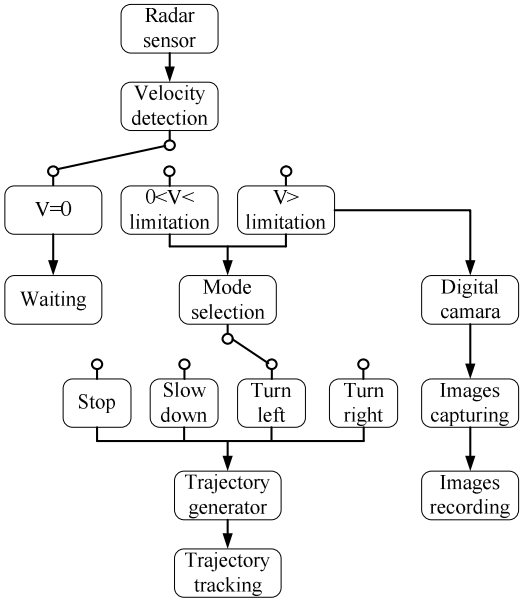 Radar
sensor
Velocity
detection
V=0
0<V<
limitation
V>
limitation
Waiting
Mode
selection
Digital
camara
Stop
Slow
down
Turn
left
Turn
right
Images
capturing
Trajectory
generator
Images
recording
Trajectory
tracking